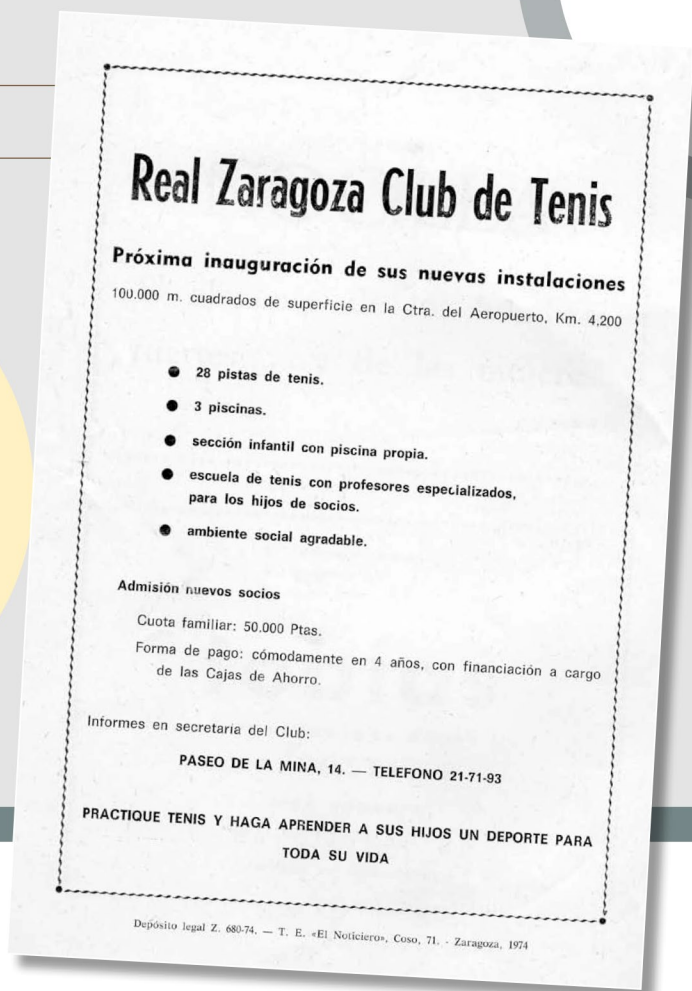 Real Zaragoza Club de Tenis
Próxima inauguración de sus nuevas instalaciones
100.000 m. cuadrados de superficie en la Ctra. del Aeropuerto, Km. 4,200
● 28 pistas de tenis.
● 3 piscinas.
● sección infantil con piscina propia.
● escuela de tenis con profesores especializados,
para los hijos de socios.
● ambiente social agradable.
Admisión nuevos socios
Cuota familiar: 50.000 Ptas.
Forma de pago: cómodamente en 4 años, con financiación a cargo
de las Cajas de Ahorro.
Informes en secretaria del Club:
PASEO DE LA MINA, 14. — TELEFONO 21-71-93
PRACTIQUE TENIS Y HAGA APRENDER A SUS HIJOS UN DEPORTE PARA
TODA SU VIDA
Depósito legal Z. 680-74. — T. E. «El Noticiero», Coso, 71. - Zaragoza, 1974